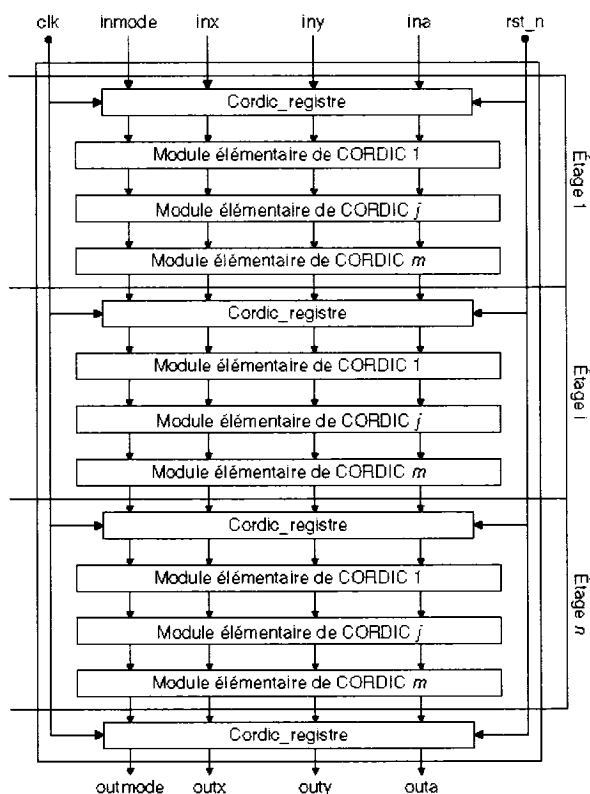 clk inmode inx iny ina rst_n
Cordic_registre
Module élémentaire de CORDIC 1
Module élémentaire de CORDIC j
Module élémentaire de CORDIC m
Étage 1
Cordic_registre
Module élémentaire de CORDIC 1
Module élémentaire de CORDIC j
Module élémentaire de CORDIC m
Étage i
Cordic_registre
Module élémentaire de CORDIC 1
Module élémentaire de CORDIC j
Module élémentaire de CORDIC m
Étage n
Cordic_registre
outmode outx outy outa